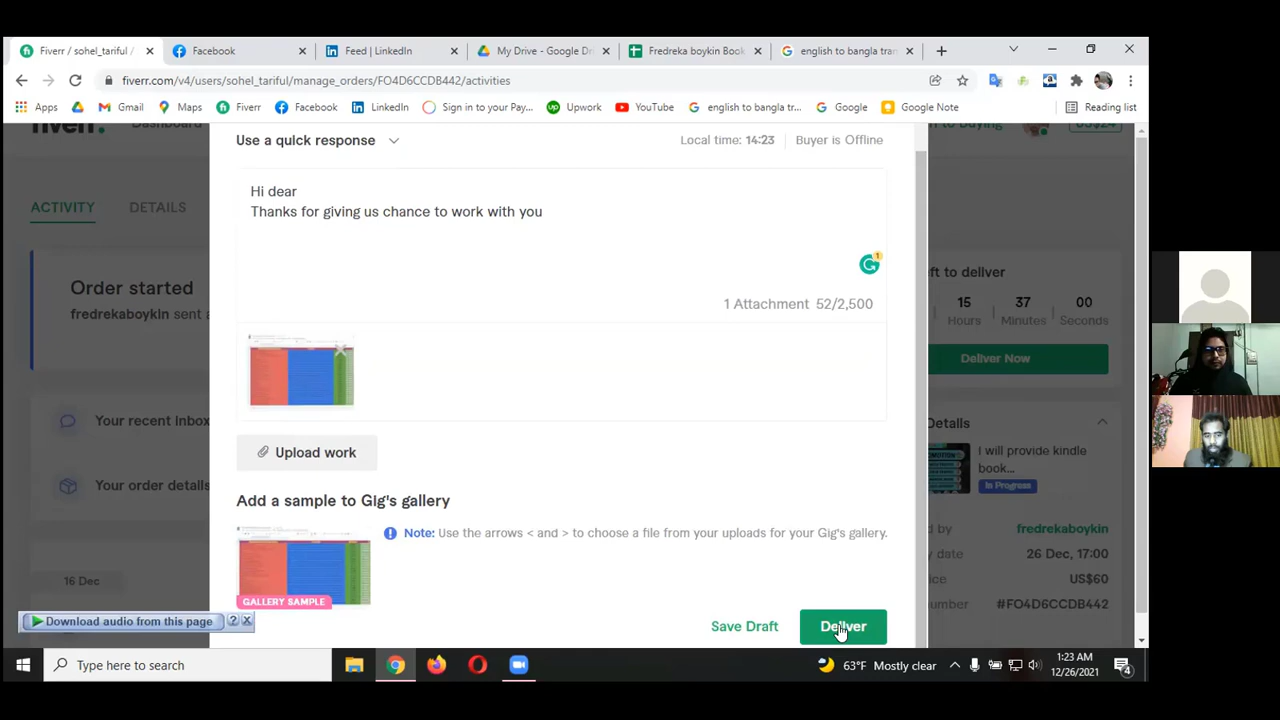 Fiverr / sohel_tariful /
Facebook
Feed | LinkedIn
My Drive - Google Dr
Fredreka boykin Book
english to bangla tran
fiverr.com/v4/users/sohel_tariful/manage_orders/FO4D6CCDB442/activities
Apps
Gmail
Maps
Fiverr
Facebook
LinkedIn
Sign in to your Pay...
Upwork
YouTube
english to bangla tr...
Google
Google Note
Reading list
Use a quick response
Local time: 14:23
Buyer is Offline
ACTIVITY
DETAILS
Hi dear
Thanks for giving us chance to work with you
1
1 Attachment 52/2,500
Order started
fredrekaboykin sent a
ft to deliver
15
37
00
Hours
Minutes
Seconds
Deliver Now
Your recent inbox
Your order details
Upload work
Details
I will provide kindle
book...
In Progress
Add a sample to Gig's gallery
Note: Use the arrows < and > to choose a file from your uploads for your Gig's gallery.
GALLERY SAMPLE
d by
fredrekaboykin
y date
26 Dec, 17:00
ice
US$60
number
#FO4D6CCDB442
16 Dec
Download audio from this page
? X
Save Draft
Deliver
Type here to search
63°F Mostly clear
1:23 AM
12/26/2021
4